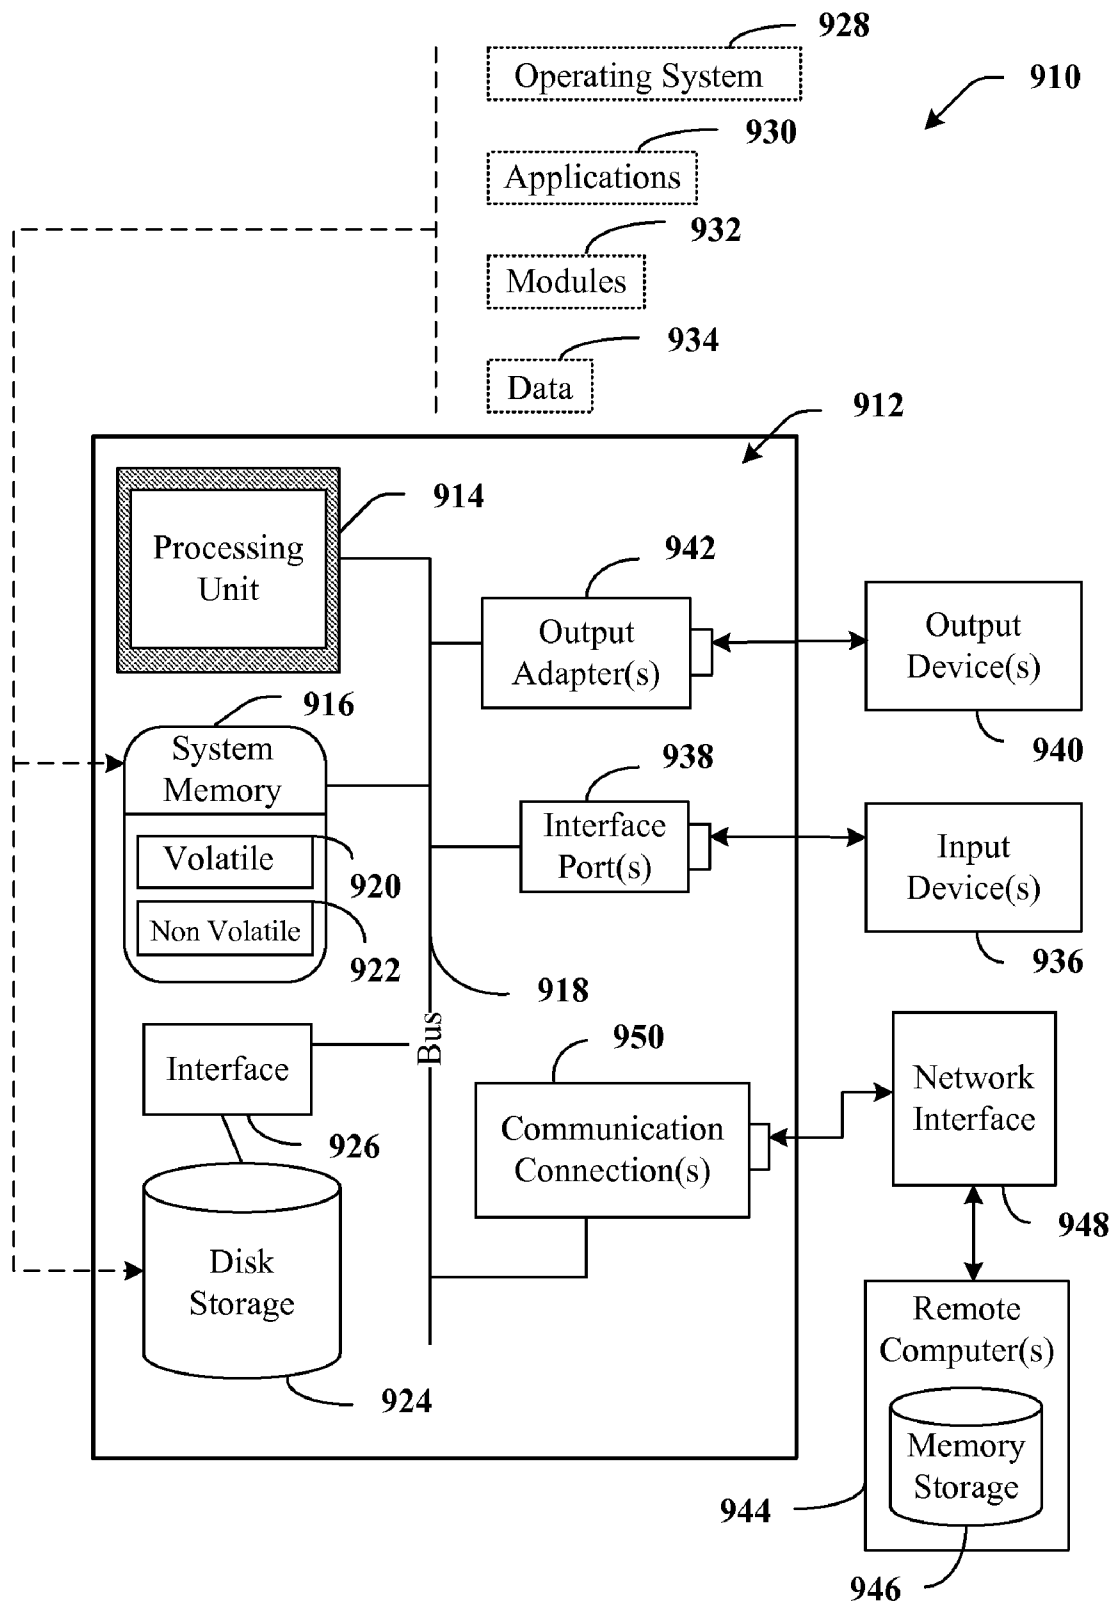 928
Operating System
910
930
Applications
932
Modules
934
Data
912
914
Processing
Unit
942
Output
Adapter(s)
Output
Device(s)
940
916
System
Memory
938
Interface
Port(s)
Input
Device(s)
936
Volatile
920
Non Volatile
922
918
Bus
950
Interface
926
Communication
Connection(s)
Network
Interface
948
Disk
Storage
924
Remote
Computer(s)
Memory
Storage
944
946